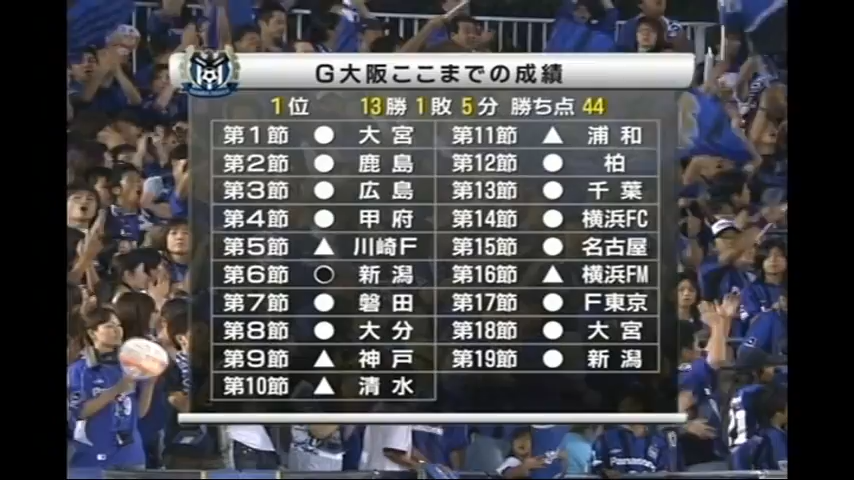 G大阪ここまでの成績
1位 13勝1敗5分 勝ち点44
第1節 ● 大宮 第11節 ▲ 浦和
第2節 ● 鹿島 第12節 ● 柏
第3節 ● 広島 第13節 ● 千葉
第4節 ● 甲府 第14節 ● 横浜FC
第5節 ▲ 川崎F 第15節 ● 名古屋
第6節 ○ 新潟 第16節 ▲ 横浜FM
第7節 ● 磐田 第17節 ● F東京
第8節 ● 大分 第18節 ● 大宮
第9節 ▲ 神戸 第19節 ● 新潟
第10節 ▲ 清水
Panasonic
21